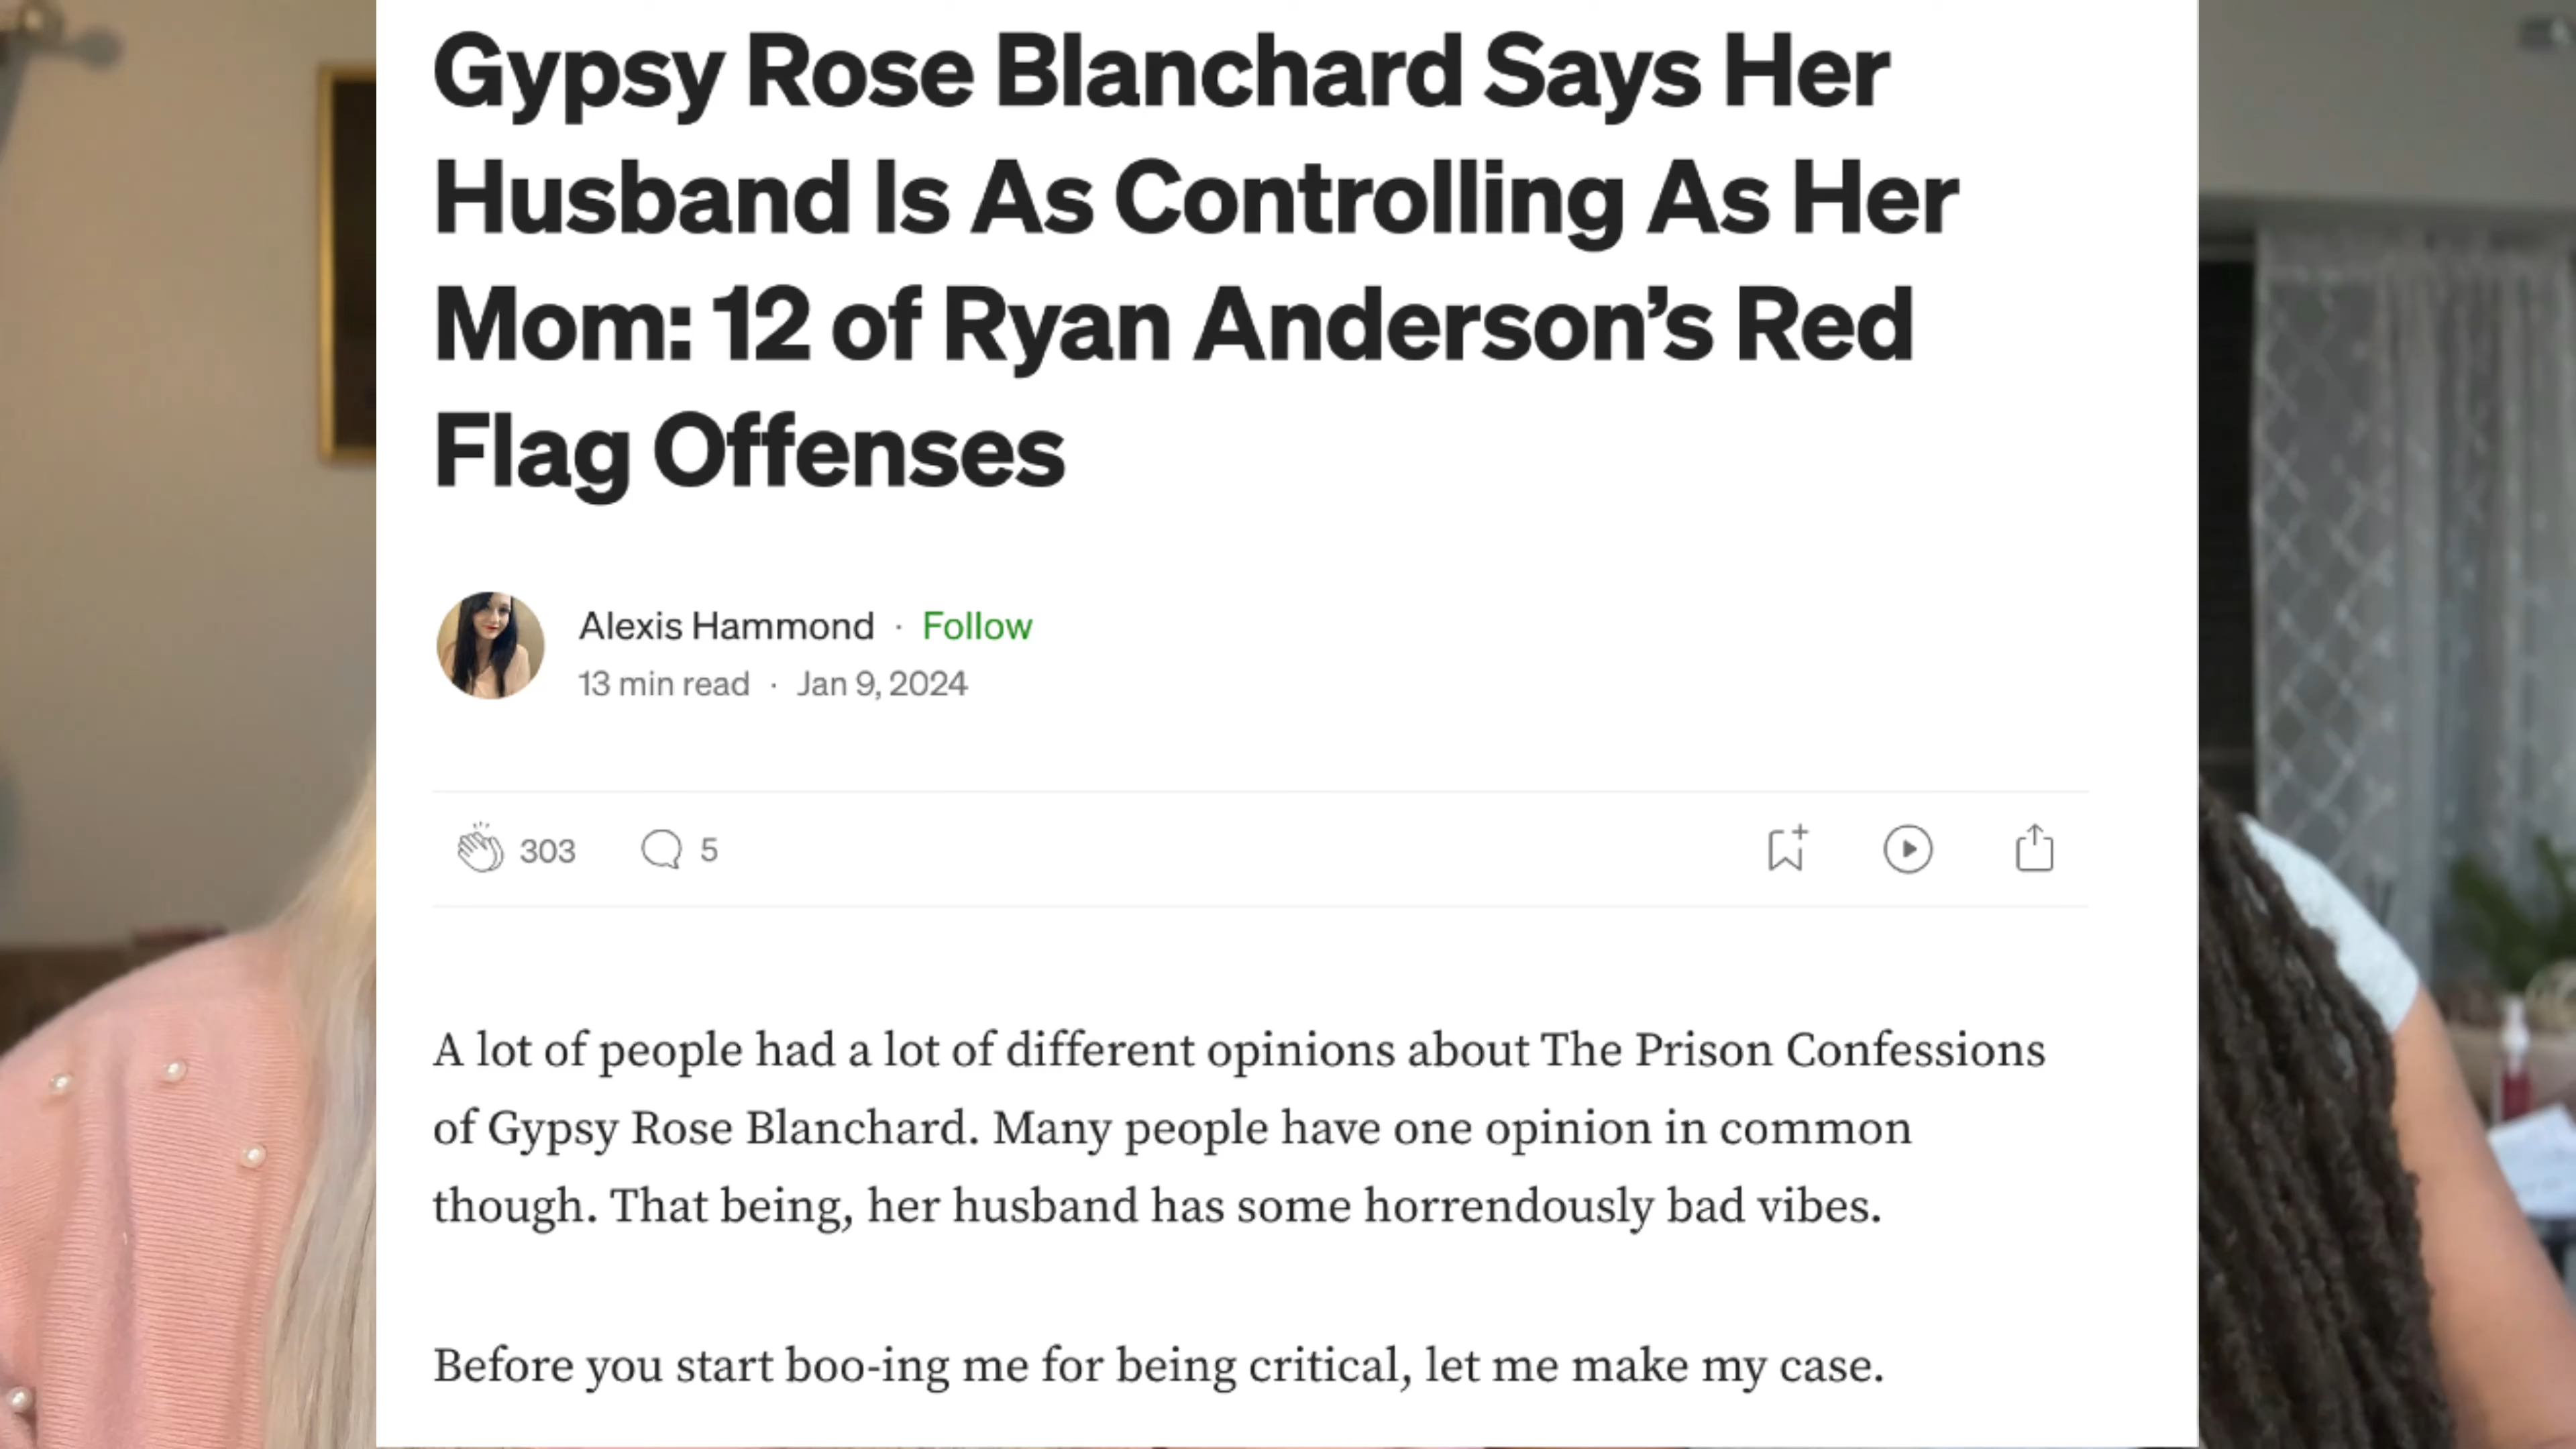 Gypsy Rose Blanchard Says Her
Husband Is As Controlling As Her
Mom: 12 of Ryan Anderson’s Red
Flag Offenses
Alexis Hammond · Follow
13 min read · Jan 9, 2024
303 5
A lot of people had a lot of different opinions about The Prison Confessions
of Gypsy Rose Blanchard. Many people have one opinion in common
though. That being, her husband has some horrendously bad vibes.
Before you start boo-ing me for being critical, let me make my case.